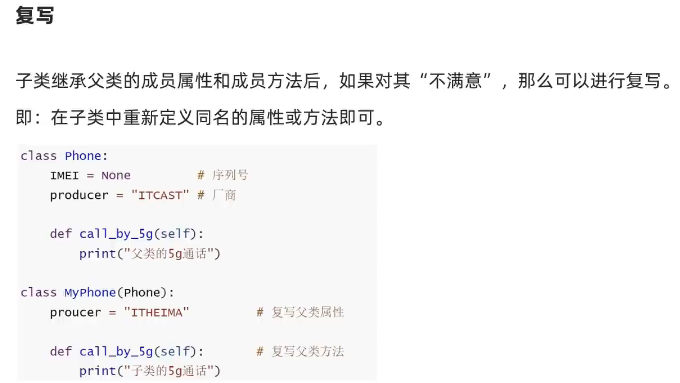 复写
子类继承父类的成员属性和成员方法后，如果对其“不满意”，那么可以进行复写。
即：在子类中重新定义同名的属性或方法即可。
class Phone:
    IMEI = None         # 序列号
    producer = "ITCAST" # 厂商
    def call_by_5g(self):
        print("父类的5g通话")
class MyPhone(Phone):
    proucer = "ITHEIMA"         # 复写父类属性
    def call_by_5g(self):       # 复写父类方法
        print("子类的5g通话")